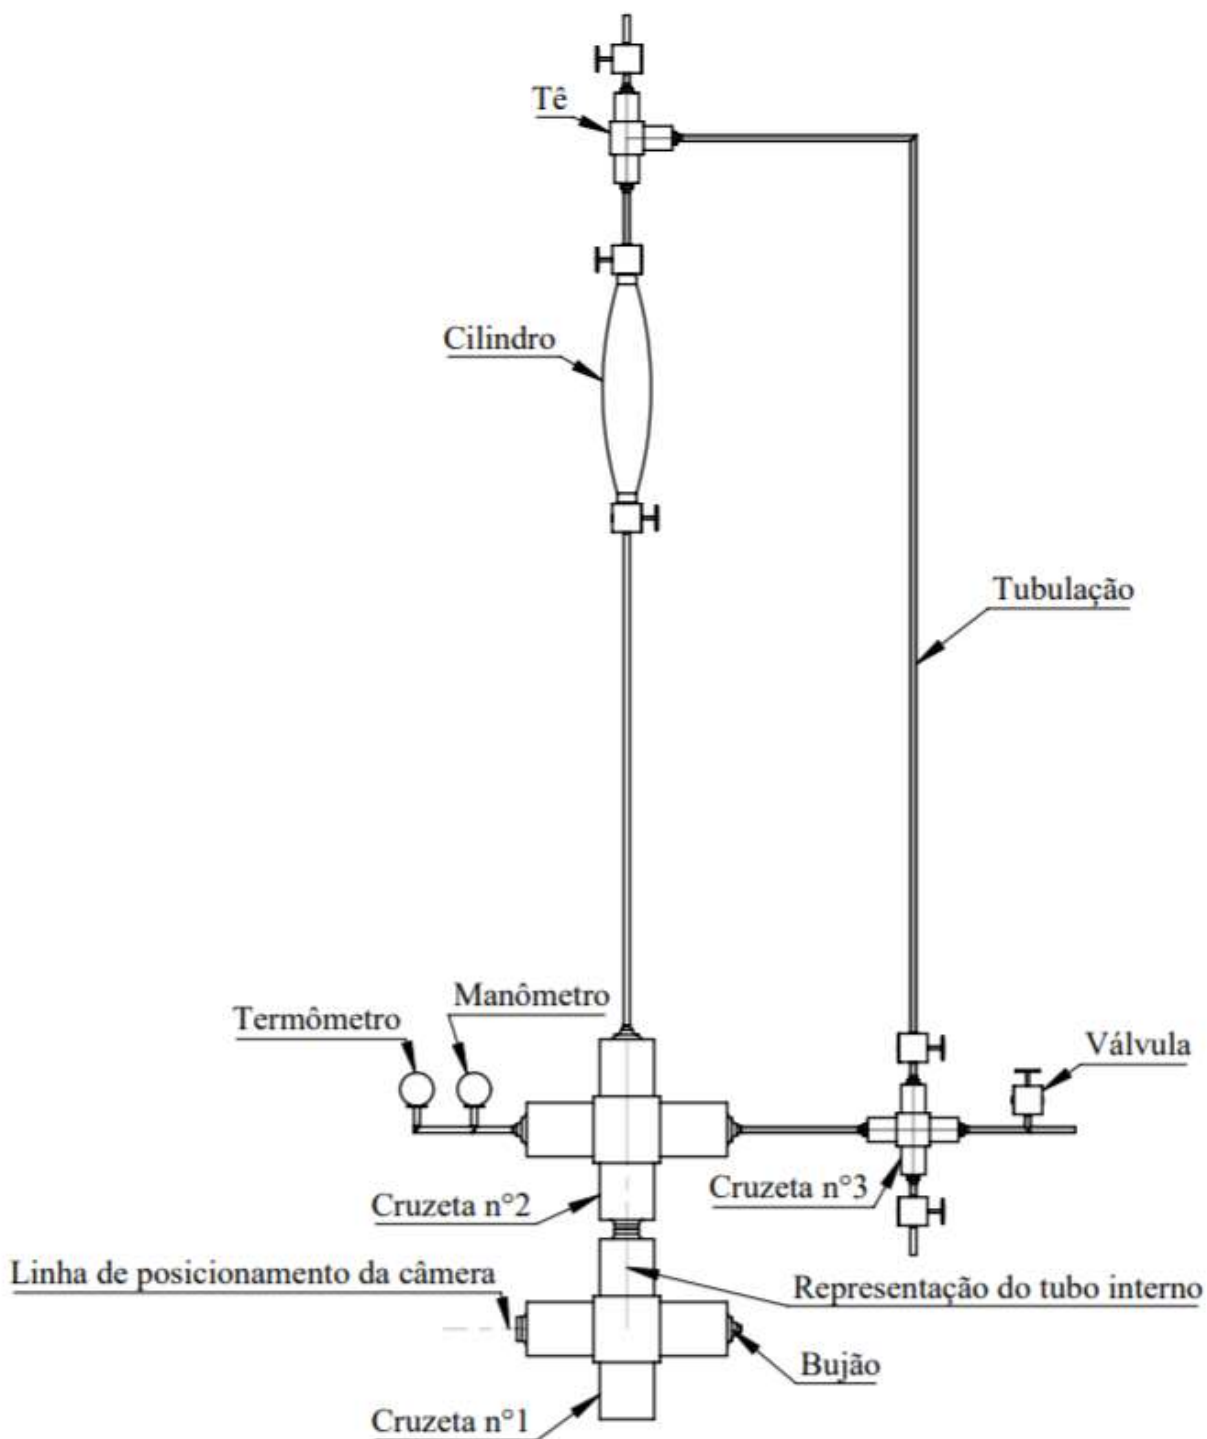 Tê
Cilindro
Tubulação
Manômetro
Termômetro
Válvula
Cruzeta n°3
Cruzeta n°2
Linha de posicionamento da câmera
Representação do tubo interno
Bujão
Cruzeta n°1